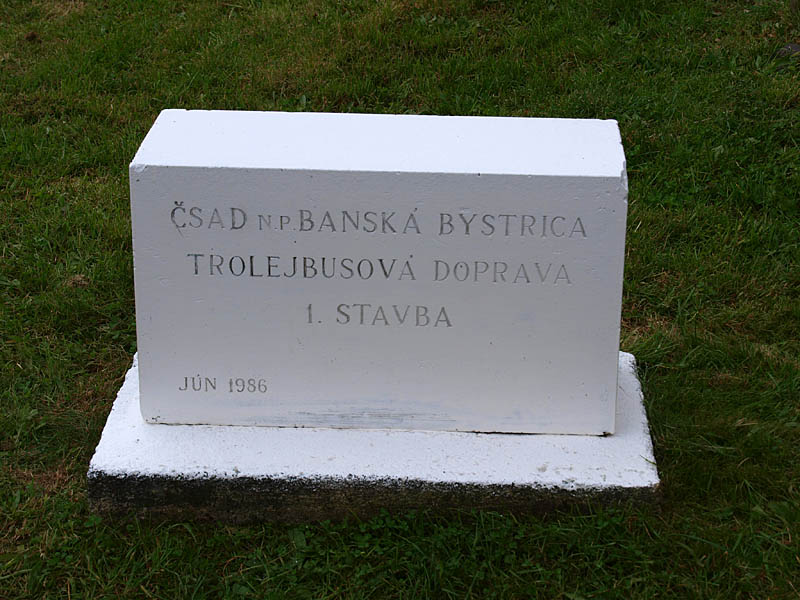 ČSAD N.P. BANSKÁ BYSTRICA
TROLEJBUSOVÁ DOPRAVA
1. STAVBA
JÚN 1986